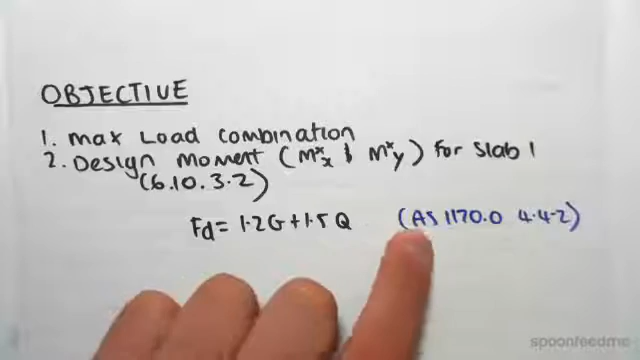 OBJECTIVE
1. Max Load Combination
2. Design Moment (M*x & M*y) for Slab 1
(6.10.3.2)
Fd = 1.2G + 1.5Q (AS 1170.0 4.4.2)
spoonfeedme